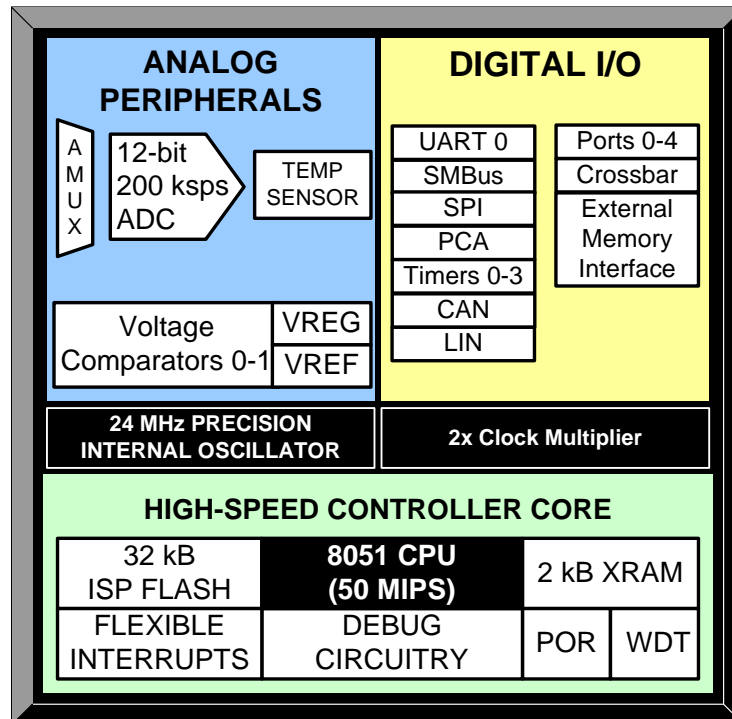 ANALOG
PERIPHERALS
A
M
U
X
12-bit
200 ksps
ADC
TEMP
SENSOR
Voltage
Comparators 0-1
VREG
VREF
DIGITAL I/O
UART 0
SMBus
SPI
PCA
Timers 0-3
CAN
LIN
Ports 0-4
Crossbar
External
Memory
Interface
24 MHz PRECISION
INTERNAL OSCILLATOR
2x Clock Multiplier
HIGH-SPEED CONTROLLER CORE
32 kB
ISP FLASH
8051 CPU
(50 MIPS)
2 kB XRAM
FLEXIBLE
INTERRUPTS
DEBUG
CIRCUITRY
POR
WDT